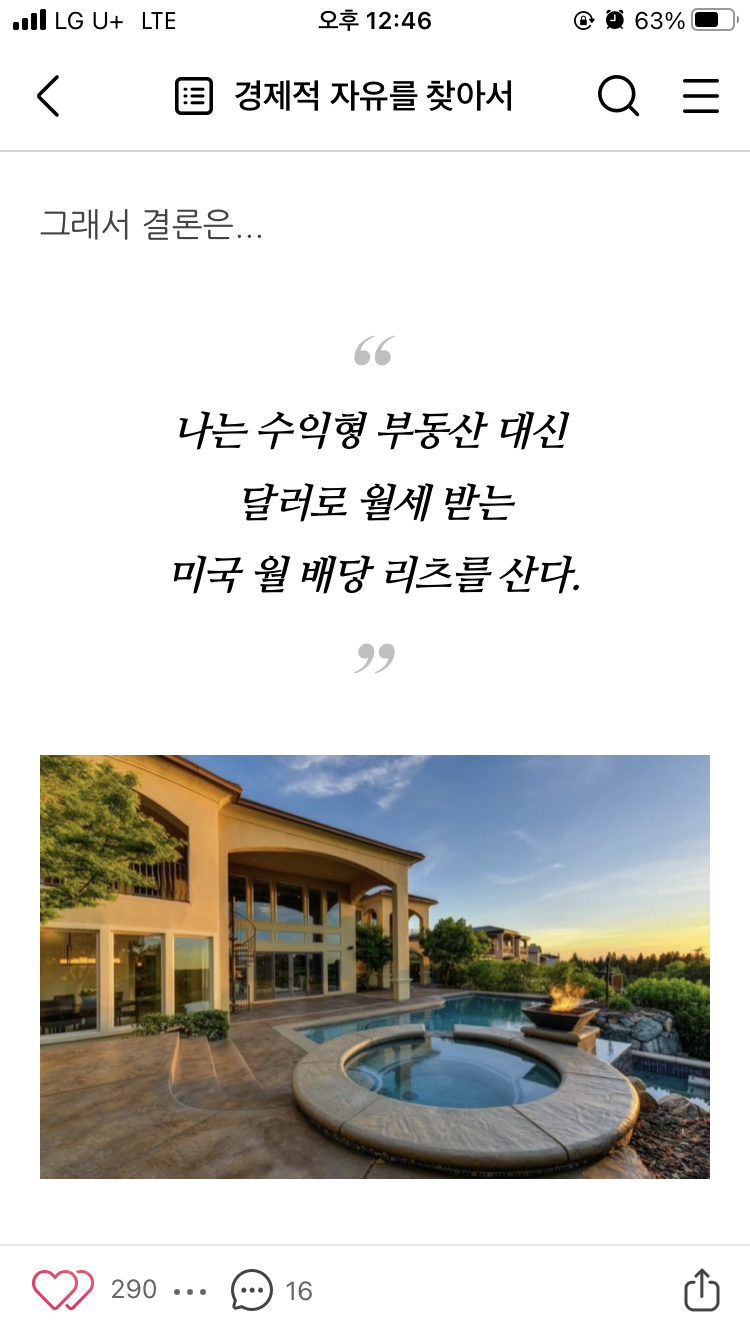 LG U+ LTE 오후 12:46 63%
경제적 자유를 찾아서
그래서 결론은...
“
나는 수익형 부동산 대신
달러로 월세 받는
미국 월 배당 리츠를 산다.
”
290 ... 16